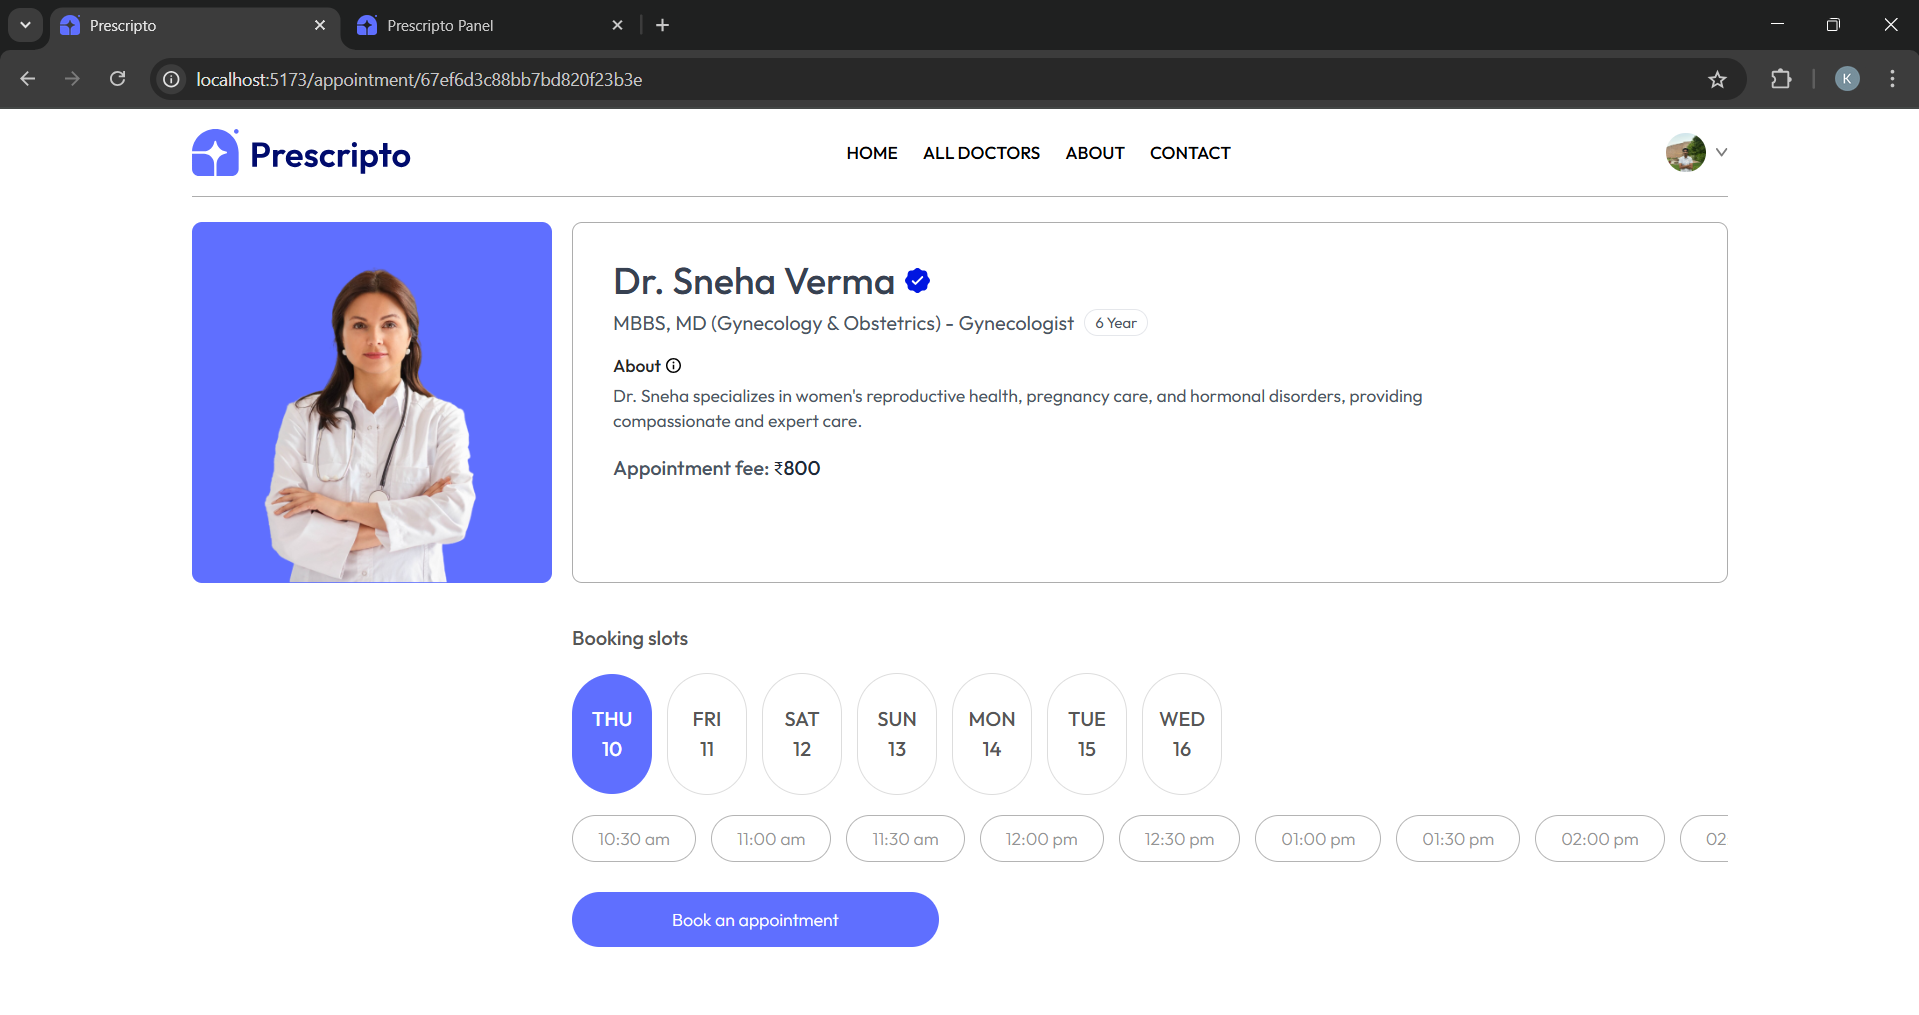 Prescripto
Prescripto Panel
localhost:5173/appointment/67ef6d3c88bb7bd820f23b3e
K
Prescripto
HOME ALL DOCTORS ABOUT CONTACT
Dr. Sneha Verma
MBBS, MD (Gynecology & Obstetrics) - Gynecologist 6 Year
About
Dr. Sneha specializes in women's reproductive health, pregnancy care, and hormonal disorders, providing
compassionate and expert care.
Appointment fee: ₹800
Booking slots
THU FRI SAT SUN MON TUE WED
10 11 12 13 14 15 16
10:30 am 11:00 am 11:30 am 12:00 pm 12:30 pm 01:00 pm 01:30 pm 02:00 pm 02
Book an appointment